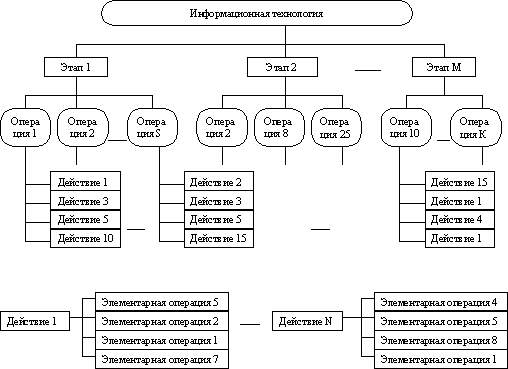 Информационная технология
Этап 1
Этап 2
Этап М
Опера
ция 1
Опера
ция 2
Опера
ция S
Опера
ция 2
Опера
ция 8
Опера
ция 25
Опера
ция 10
Опера
ция К
Действие 1
Действие 3
Действие 5
Действие 10
Действие 2
Действие 3
Действие 5
Действие 15
Действие 15
Действие 1
Действие 4
Действие 1
Действие 1
Элементарная операция 5
Элементарная операция 2
Элементарная операция 1
Элементарная операция 7
Действие N
Элементарная операция 4
Элементарная операция 5
Элементарная операция 8
Элементарная операция 1